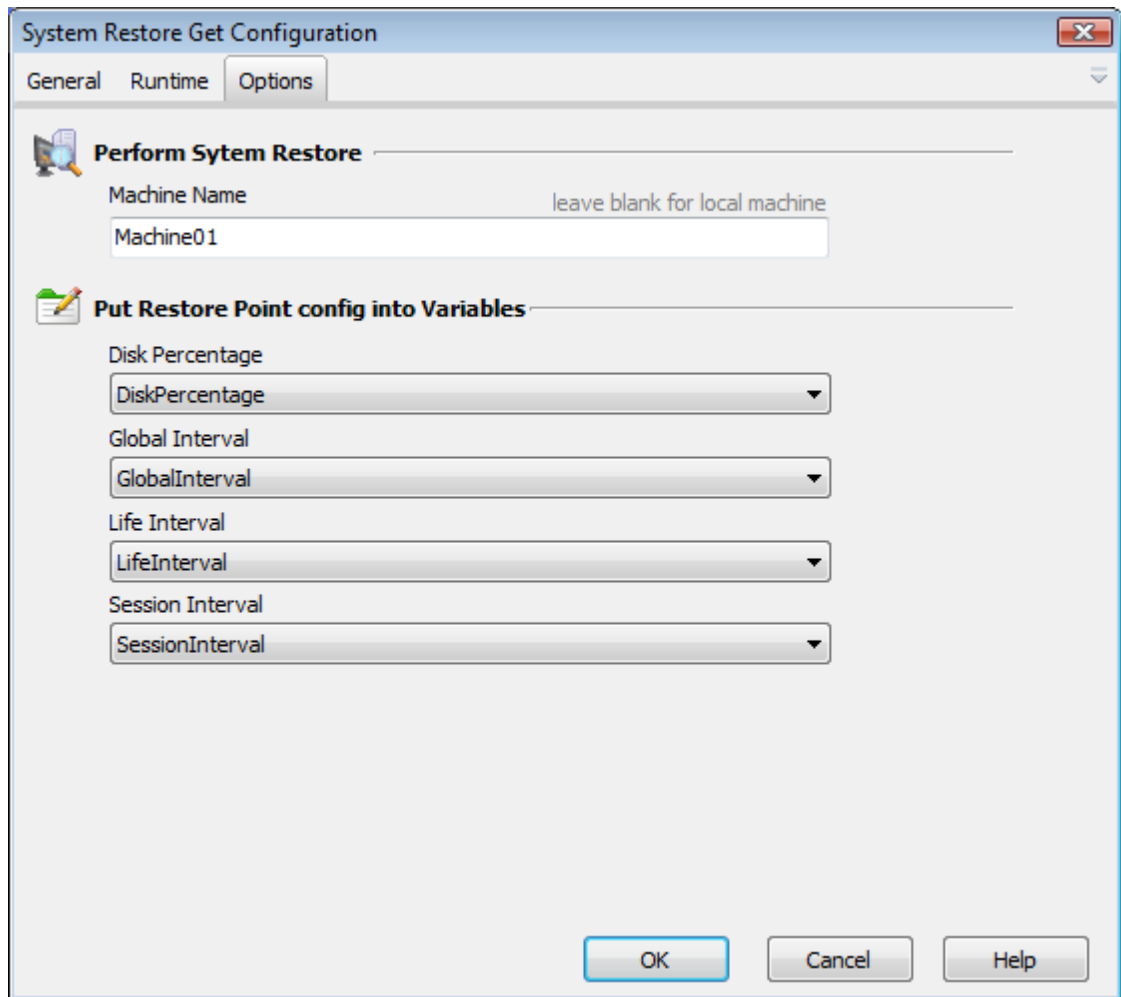 System Restore Get Configuration
General Runtime Options
Perform Sytem Restore
Machine Name leave blank for local machine
Machine01
Put Restore Point config into Variables
Disk Percentage
DiskPercentage
Global Interval
GlobalInterval
Life Interval
LifeInterval
Session Interval
SessionInterval
OK Cancel Help